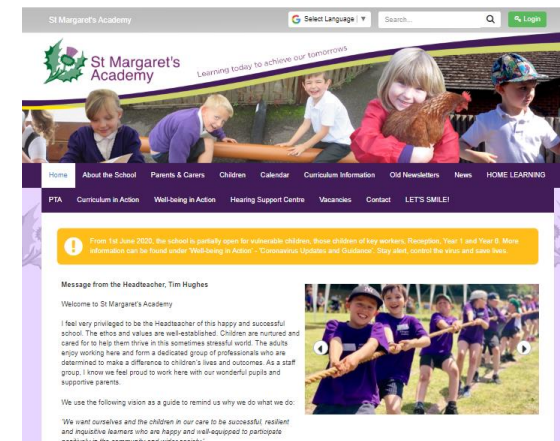 St Margaret's Academy
Select Language ▼
Search...
Login
St Margaret's
Academy
Learning today to achieve our tomorrows
Home About the School Parents & Carers Children Calendar Curriculum Information Old Newsletters News HOME LEARNING
PTA Curriculum in Action Well-being in Action Hearing Support Centre Vacancies Contact LET'S SMILE!
From 1st June 2020, the school is partially open for vulnerable children, those children of key workers, Reception, Year 1 and Year 6. More
information can be found under 'Well-being in Action' - 'Coronavirus Updates and Guidance'. Stay alert, control the virus and save lives.
Message from the Headteacher, Tim Hughes
Welcome to St Margaret's Academy
I feel very privileged to be the Headteacher of this happy and successful
school. The ethos and values are well-established. Children are nurtured and
cared for to help them thrive in this sometimes stressful world. The adults
enjoy working here and form a dedicated group of professionals who are
determined to make a difference to children's lives and outcomes. As a staff
group, I know we feel proud to work here with our wonderful pupils and
supportive parents.
We use the following vision as a guide to remind us why we do what we do:
'We want ourselves and the children in our care to be successful, resilient
and inquisitive learners who are happy and well-equipped to participate